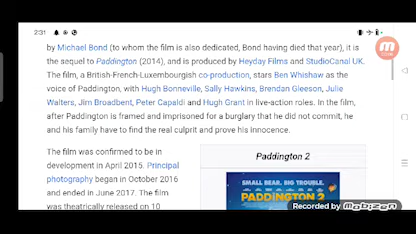 2:31
by Michael Bond (to whom the film is also dedicated, Bond having died that year), it is
the sequel to Paddington (2014), and is produced by Heyday Films and StudioCanal UK.
The film, a British-French-Luxembourgish co-production, stars Ben Whishaw as the
voice of Paddington, with Hugh Bonneville, Sally Hawkins, Brendan Gleeson, Julie
Walters, Jim Broadbent, Peter Capaldi and Hugh Grant in live-action roles. In the film,
after Paddington is framed and imprisoned for a burglary that he did not commit, he
and his family have to find the real culprit and prove his innocence.
The film was confirmed to be in
development in April 2015. Principal
photography began in October 2016
and ended in June 2017. The film
was theatrically released on 10
Paddington 2
SMALL BEAR. BIG TROUBLE.
PADDINGTON 2
Recorded by Mobizen